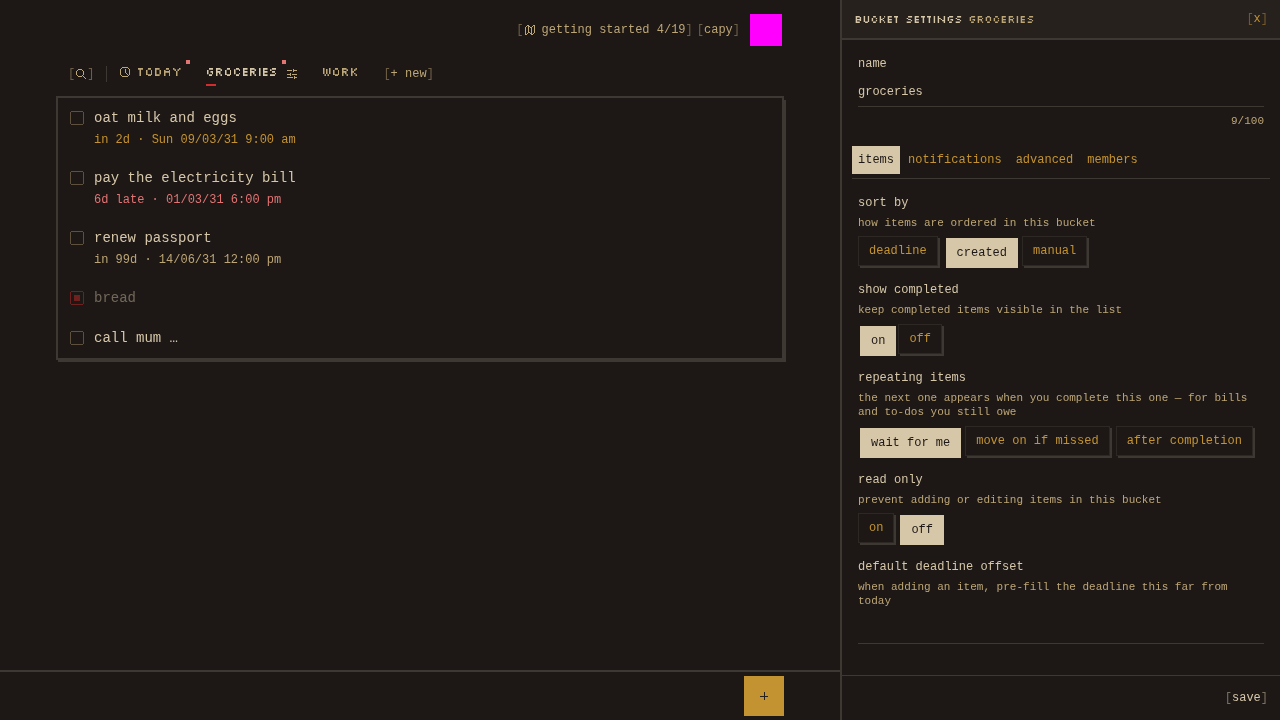 [ getting started 4/19] [capy]
[ ] TODAY GROCERIES WORK [+ new]
oat milk and eggs
in 2d · Sun 09/03/31 9:00 am
pay the electricity bill
6d late · 01/03/31 6:00 pm
renew passport
in 99d · 14/06/31 12:00 pm
bread
call mum …
+
BUCKET SETTINGS GROCERIES [x]
name
groceries
9/100
items notifications advanced members
sort by
how items are ordered in this bucket
deadline created manual
show completed
keep completed items visible in the list
on off
repeating items
the next one appears when you complete this one — for bills
and to-dos you still owe
wait for me move on if missed after completion
read only
prevent adding or editing items in this bucket
on off
default deadline offset
when adding an item, pre-fill the deadline this far from
today
[save]